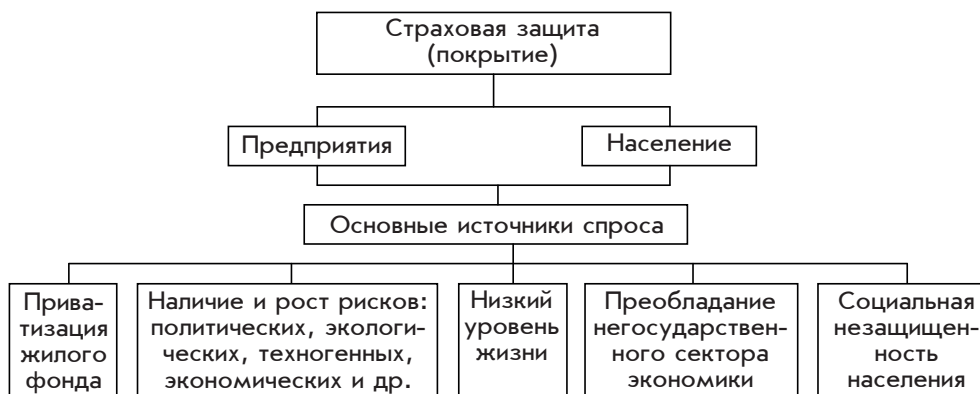 Страховая защита
(покрытие)
Предприятия
Население
Основные источники спроса
Прива-
тизация
жилого
фонда
Наличие и рост рисков:
политических, экологи-
ческих, техногенных,
экономических и др.
Низкий
уровень
жизни
Преобладание
негосударствен-
ного сектора
экономики
Социальная
незащищен-
ность
населения